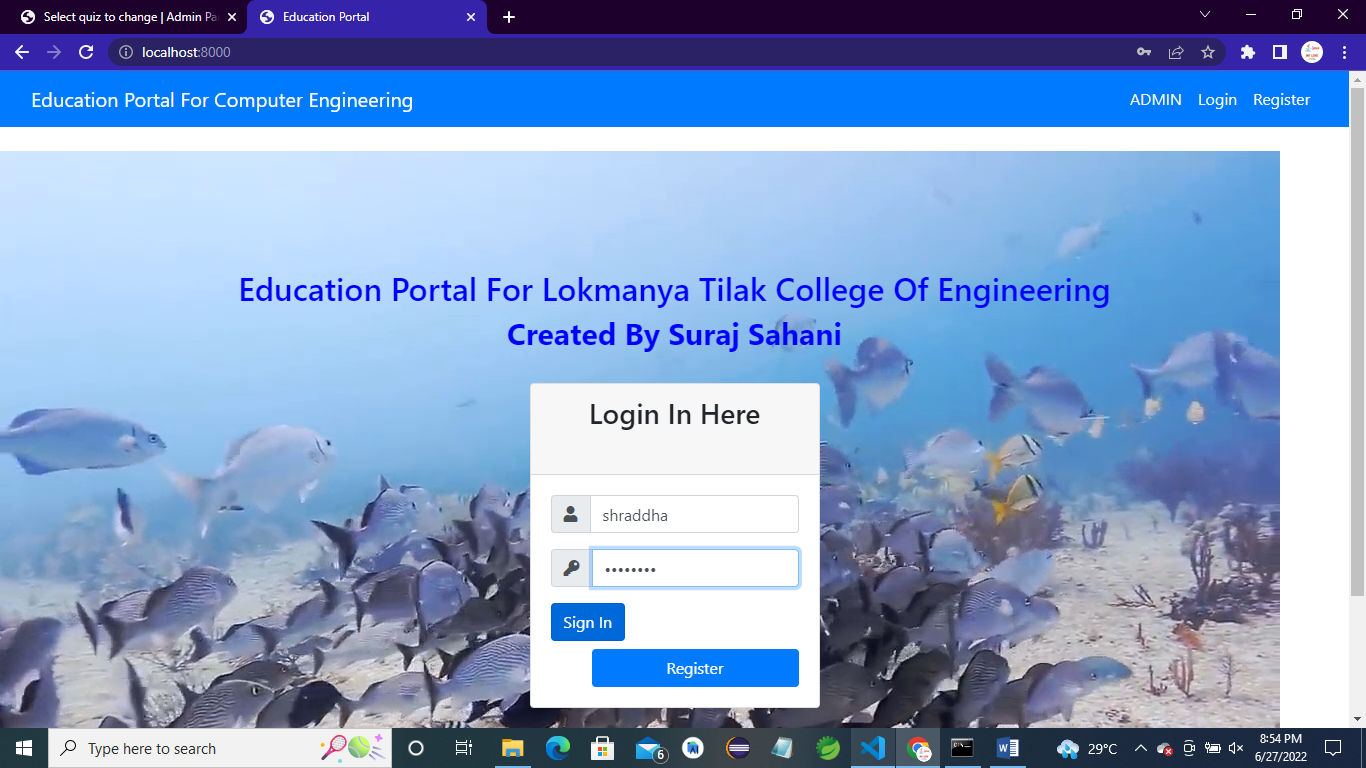 Select quiz to change | Admin Pa
Education Portal
localhost:8000
Education Portal For Computer Engineering
ADMIN Login Register
Education Portal For Lokmanya Tilak College Of Engineering
Created By Suraj Sahani
Login In Here
shraddha
••••••••
Sign In
Register
Type here to search
6
29°C
8:54 PM
6/27/2022